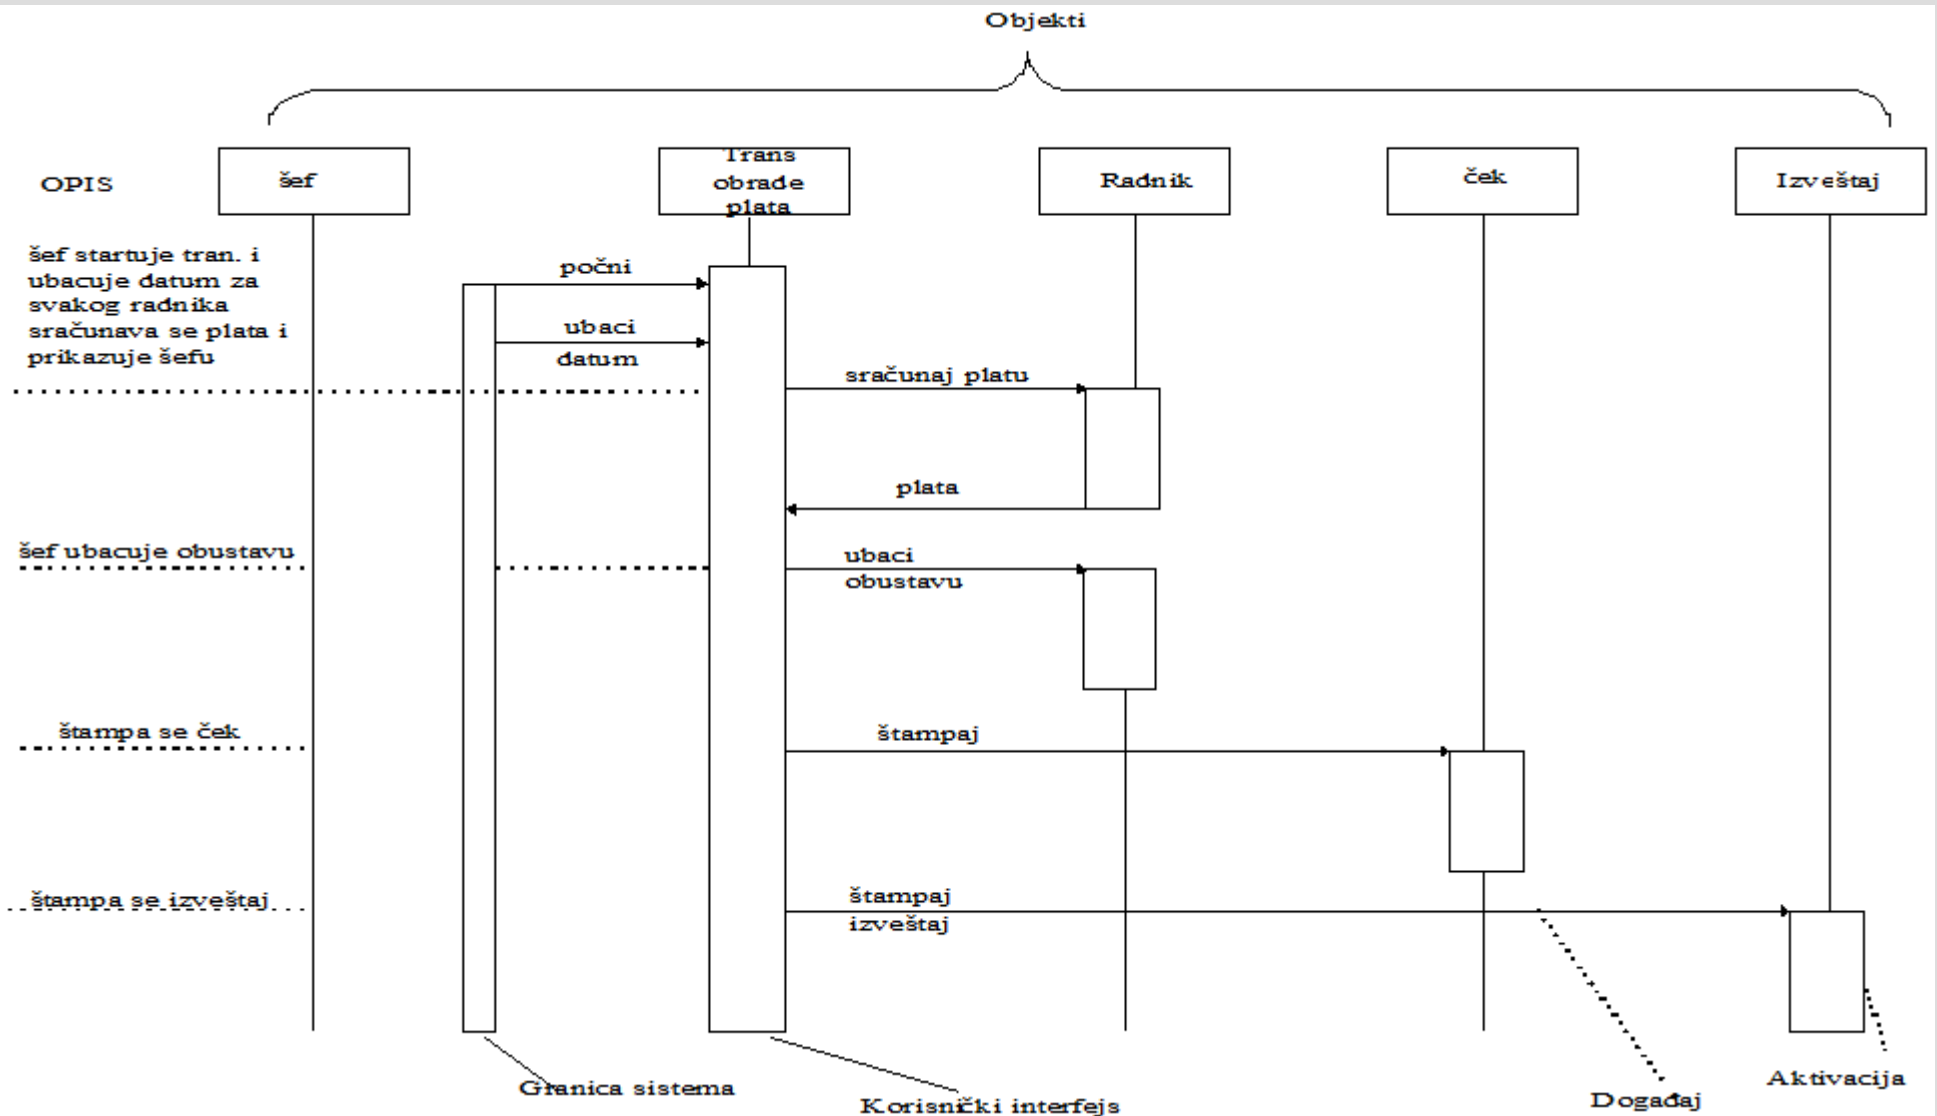 Objekti
OPIS
šef
Trans
obrade
plata
Radnik
ček
Izveštaj
šef startuje tran. i
ubacuje datum za
svakog radnika
sračunava se plata i
prikazuje šefu
počni
ubaci
datum
sračunaj platu
plata
šef ubacuje obustavu
ubaci
obustavu
štampa se ček
štampaj
štampa se izveštaj
štampaj
izveštaj
Granica sistema
Korisnički interfejs
Događaj
Aktivacija